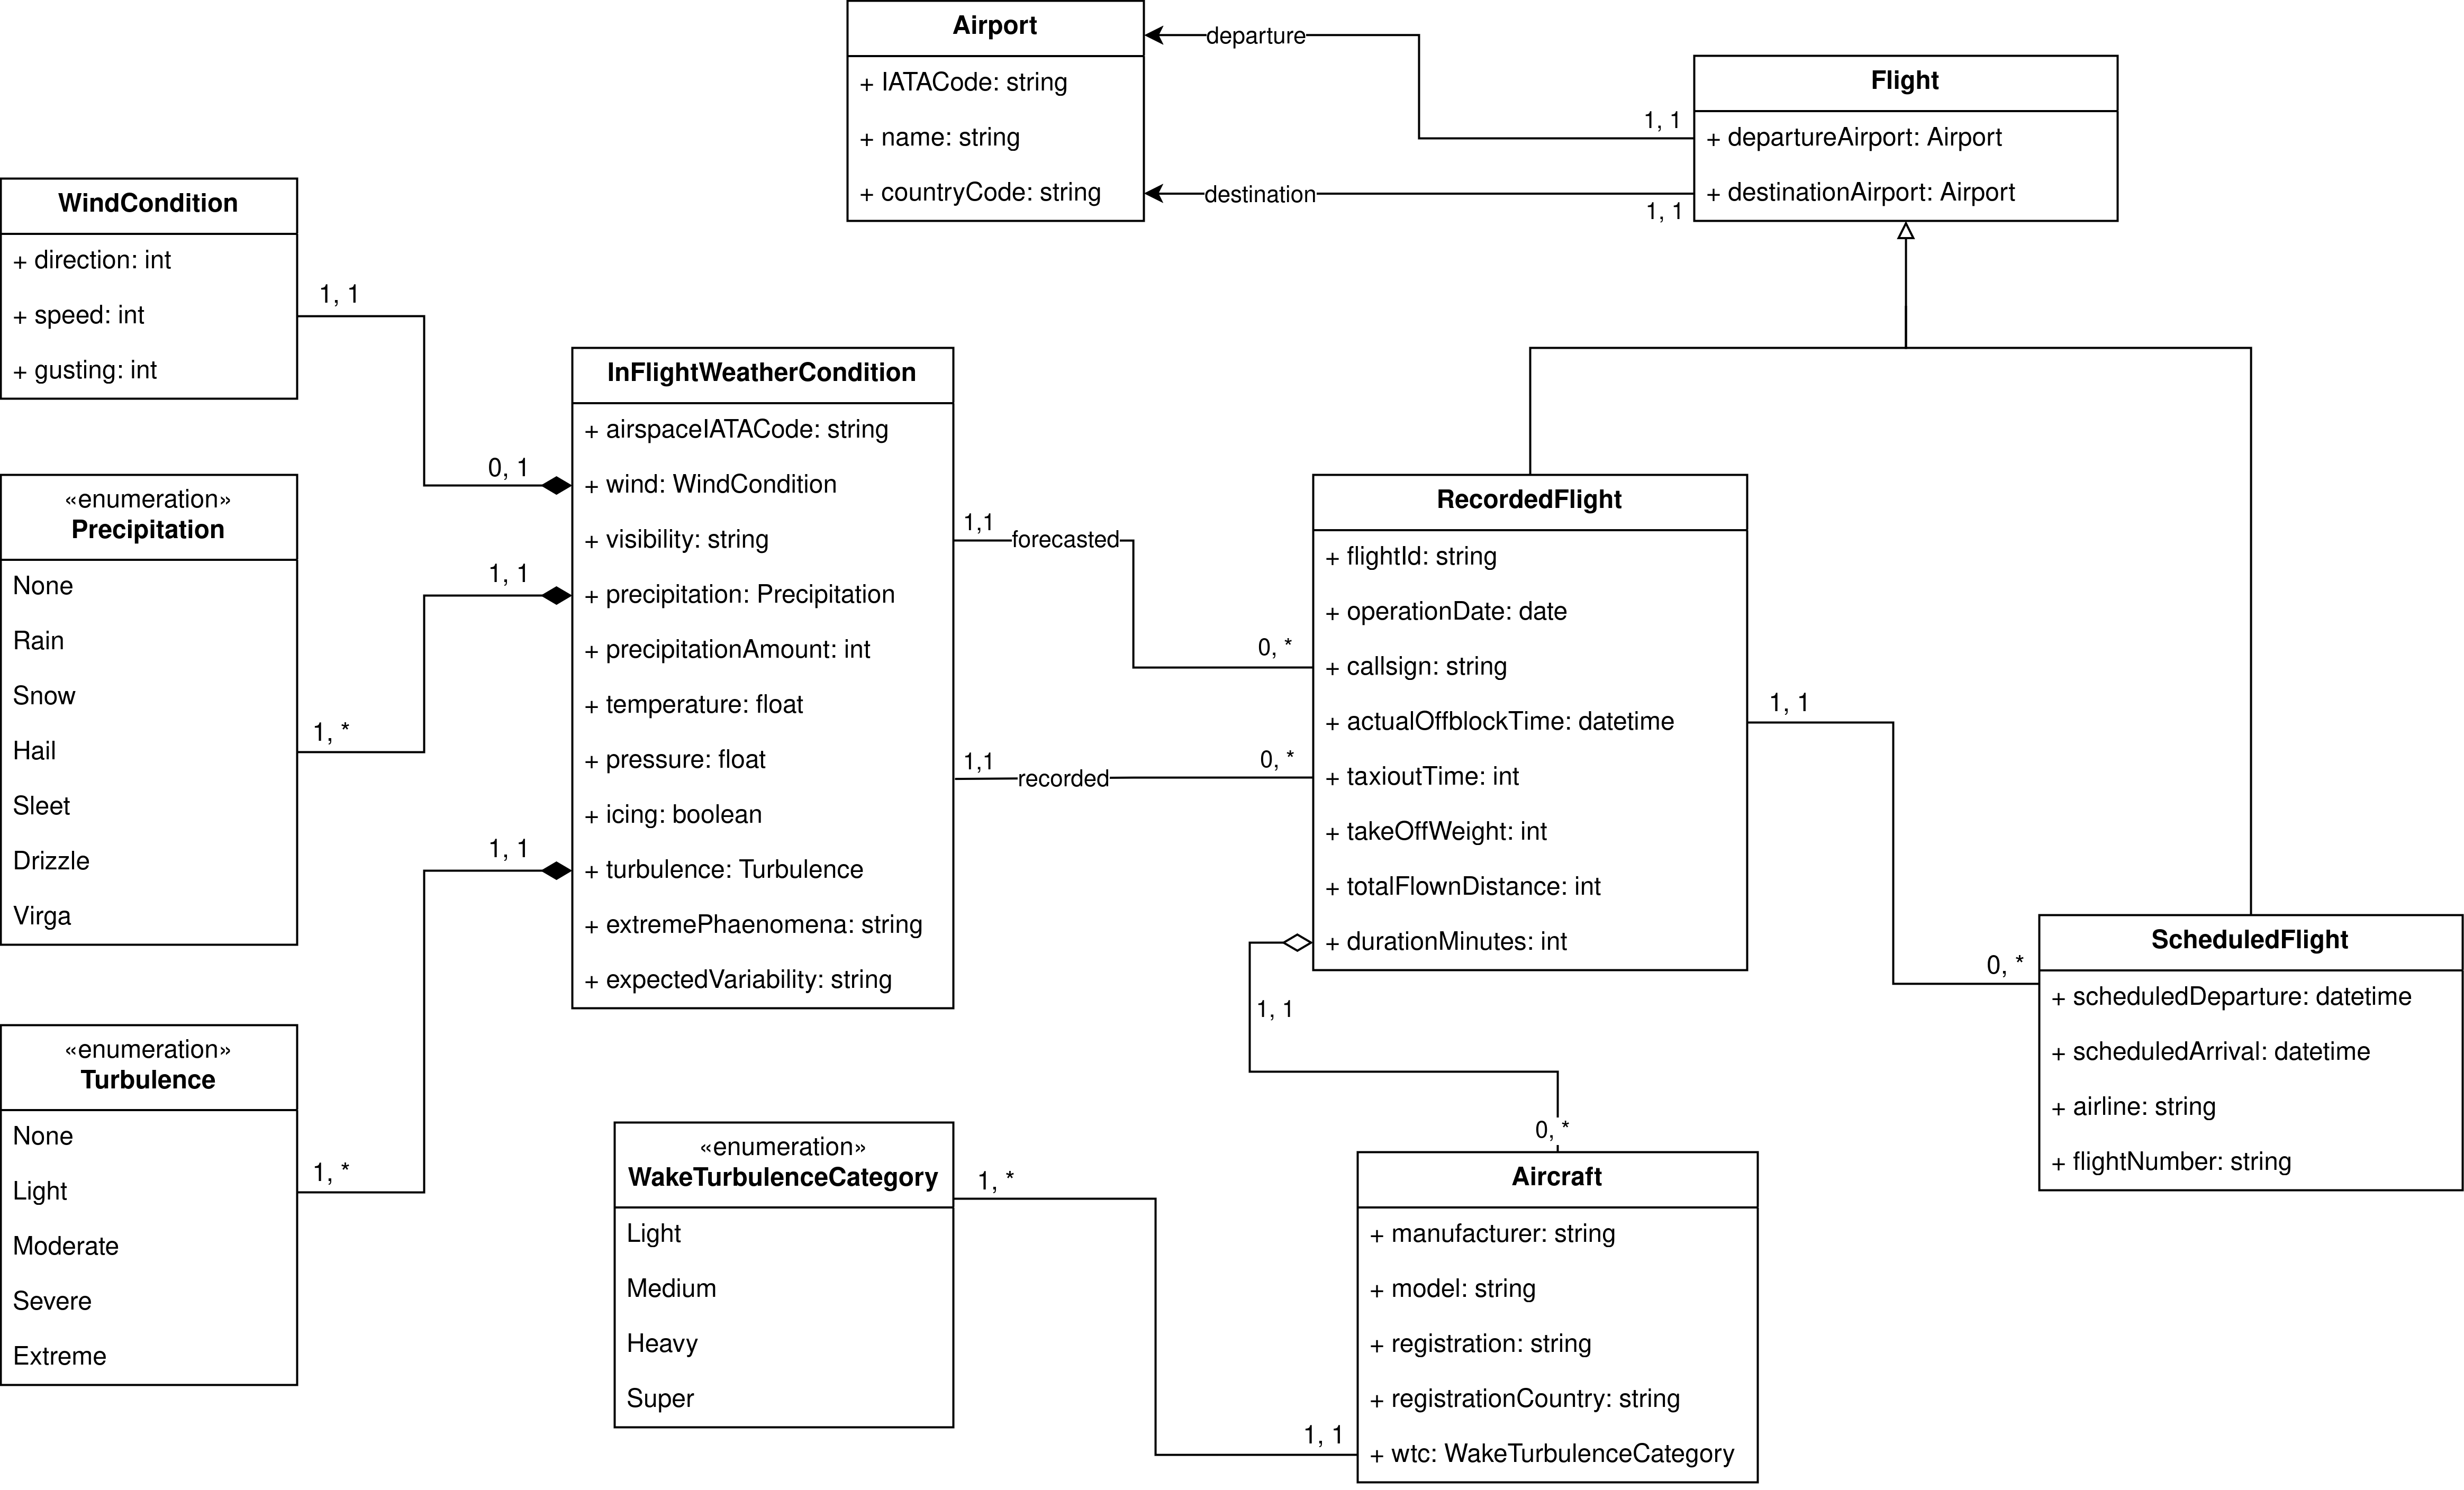 Airport
+ IATACode: string
+ name: string
+ countryCode: string
departure
destination
1, 1
1, 1
Flight
+ departureAirport: Airport
+ destinationAirport: Airport
WindCondition
+ direction: int
+ speed: int
+ gusting: int
1, 1
0, 1
«enumeration»
Precipitation
None
Rain
Snow
Hail
Sleet
Drizzle
Virga
1, 1
1, *
«enumeration»
Turbulence
None
Light
Moderate
Severe
Extreme
1, 1
1, *
InFlightWeatherCondition
+ airspaceIATACode: string
+ wind: WindCondition
+ visibility: string
+ precipitation: Precipitation
+ precipitationAmount: int
+ temperature: float
+ pressure: float
+ icing: boolean
+ turbulence: Turbulence
+ extremePhaenomena: string
+ expectedVariability: string
1,1
forecasted
0, *
1,1
recorded
0, *
RecordedFlight
+ flightId: string
+ operationDate: date
+ callsign: string
+ actualOffblockTime: datetime
+ taxioutTime: int
+ takeOffWeight: int
+ totalFlownDistance: int
+ durationMinutes: int
1, 1
0, *
ScheduledFlight
+ scheduledDeparture: datetime
+ scheduledArrival: datetime
+ airline: string
+ flightNumber: string
1, 1
0, *
«enumeration»
WakeTurbulenceCategory
Light
Medium
Heavy
Super
1, *
1, 1
Aircraft
+ manufacturer: string
+ model: string
+ registration: string
+ registrationCountry: string
+ wtc: WakeTurbulenceCategory